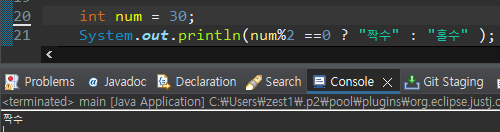 20 int num = 30;
21 System.out.println(num%2 ==0 ? "짝수" : "홀수" );
Problems Javadoc Declaration Search Console Git Staging
<terminated> main [Java Application] C:₩Users₩zest1₩.p2₩pool₩plugins₩org.eclipse.justj.c
짝수